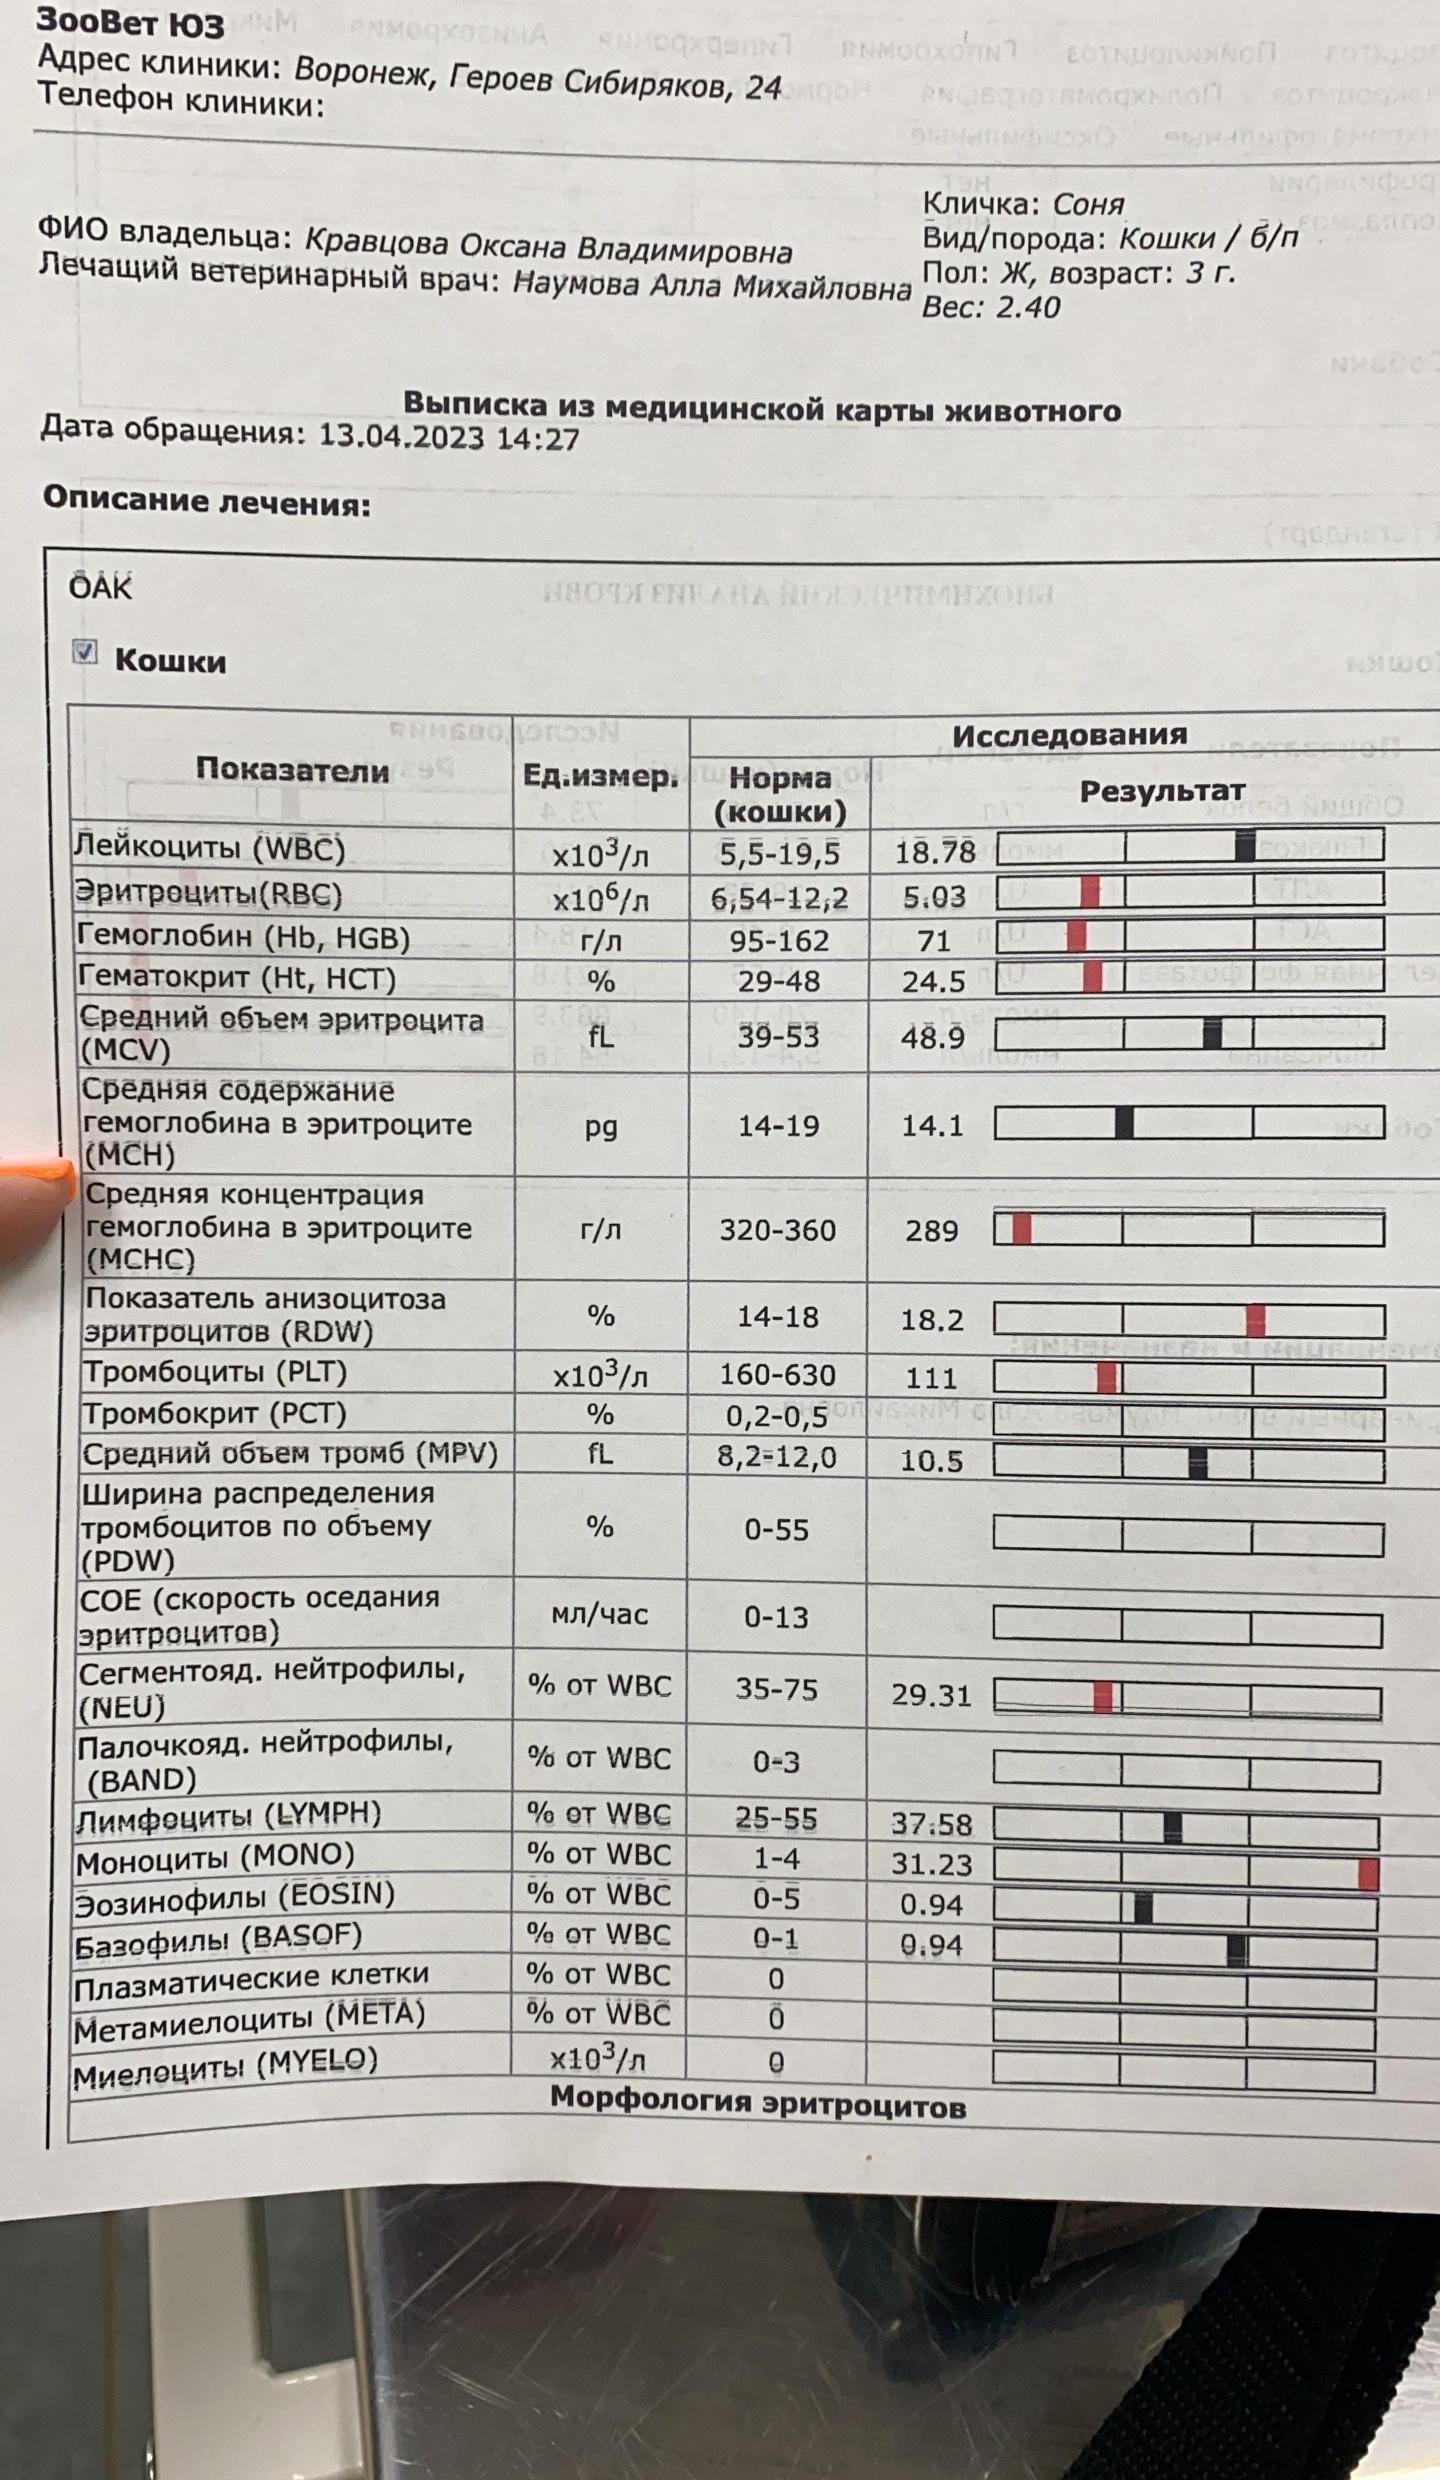 ЗооВет ЮЗ
Адрес клиники: Воронеж, Героев Сибиряков, 24
Телефон клиники:
Кличка: Соня
ФИО владельца: Кравцова Оксана Владимировна
Вид/порода: Кошки / б/п
Лечащий ветеринарный врач: Наумова Алла Михайловна
Пол: Ж, возраст: 3 г.
Вес: 2.40
Выписка из медицинской карты животного
Дата обращения: 13.04.2023 14:27
Описание лечения:
ОАК
Кошки
Показатели Ед.измер. Исследования
Норма (кошки) Результат
Лейкоциты (WBC) x10³/л 5,5-19,5 18.78
Эритроциты(RBC) x10⁶/л 6,54-12,2 5.03
Гемоглобин (Hb, HGB) г/л 95-162 71
Гематокрит (Ht, HCT) % 29-48 24.5
Средний объем эритроцита
(MCV) fL 39-53 48.9
Средняя содержание
гемоглобина в эритроците pg 14-19 14.1
(MCH)
Средняя концентрация
гемоглобина в эритроците г/л 320-360 289
(MCHC)
Показатель анизоцитоза
эритроцитов (RDW) % 14-18 18.2
Тромбоциты (PLT) x10³/л 160-630 111
Тромбокрит (PCT) % 0,2-0,5
Средний объем тромб (MPV) fL 8,2-12,0 10.5
Ширина распределения
тромбоцитов по объему % 0-55
(PDW)
СОЕ (скорость оседания
эритроцитов) мл/час 0-13
Сегментояд. нейтрофилы,
(NEU) % от WBC 35-75 29.31
Палочкояд. нейтрофилы,
(BAND) % от WBC 0-3
Лимфоциты (LYMPH) % от WBC 25-55 37.58
Моноциты (MONO) % от WBC 1-4 31.23
Эозинофилы (EOSIN) % от WBC 0-5 0.94
Базофилы (BASOF) % от WBC 0-1 0.94
Плазматические клетки % от WBC 0
Метамиелоциты (META) % от WBC 0
Миелоциты (MYELO) x10³/л 0
Морфология эритроцитов